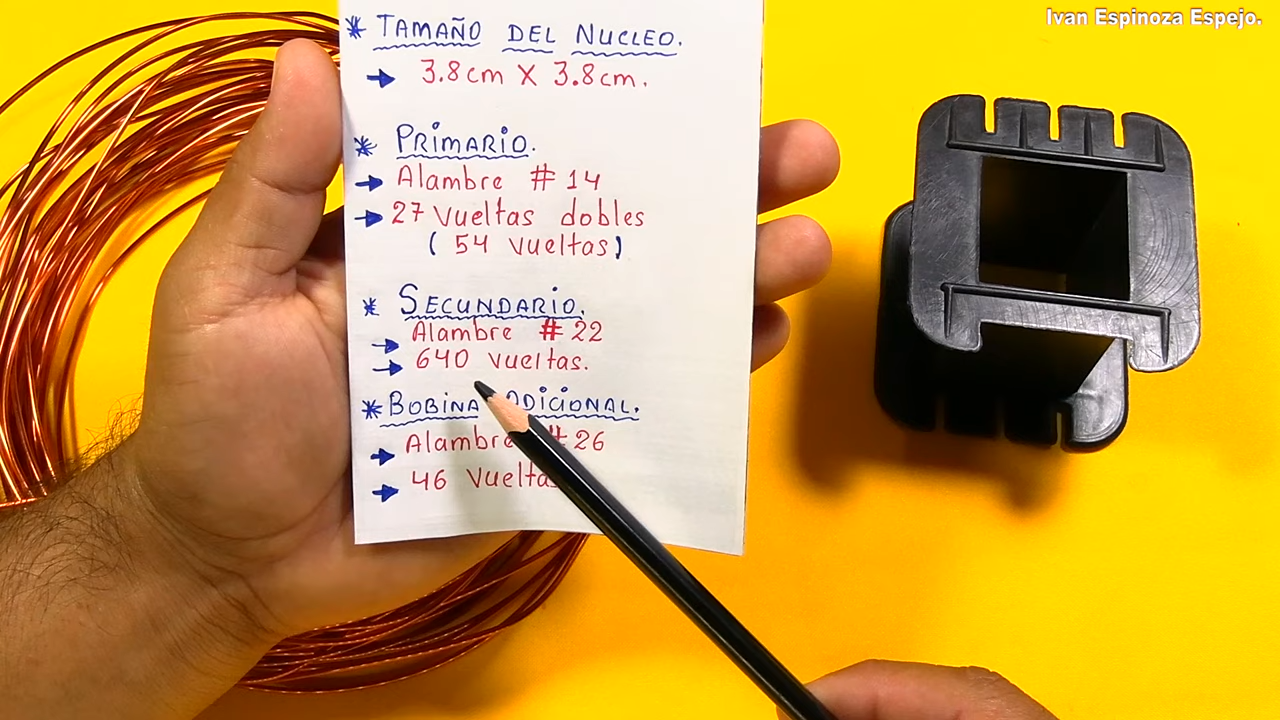 Ivan Espinoza Espejo.
* TAMAÑO DEL NUCLEO.
→ 3.8cm X 3.8cm.
* PRIMARIO.
→ Alambre # 14
→ 27 Vueltas dobles
( 54 Vueltas)
* SECUNDARIO.
→ Alambre # 22
→ 640 Vueltas.
* BOBINA ADICIONAL.
→ Alambre # 26
→ 46 Vueltas